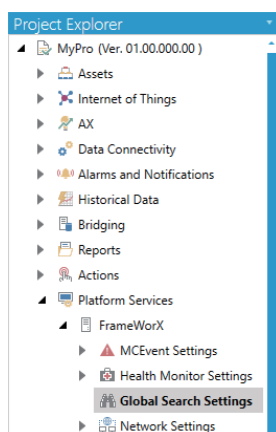 Project Explorer
MyPro (Ver. 01.00.000.00 )
Assets
Internet of Things
AX
Data Connectivity
Alarms and Notifications
Historical Data
Bridging
Reports
Actions
Platform Services
FrameWorX
MCEvent Settings
Health Monitor Settings
Global Search Settings
Network Settings